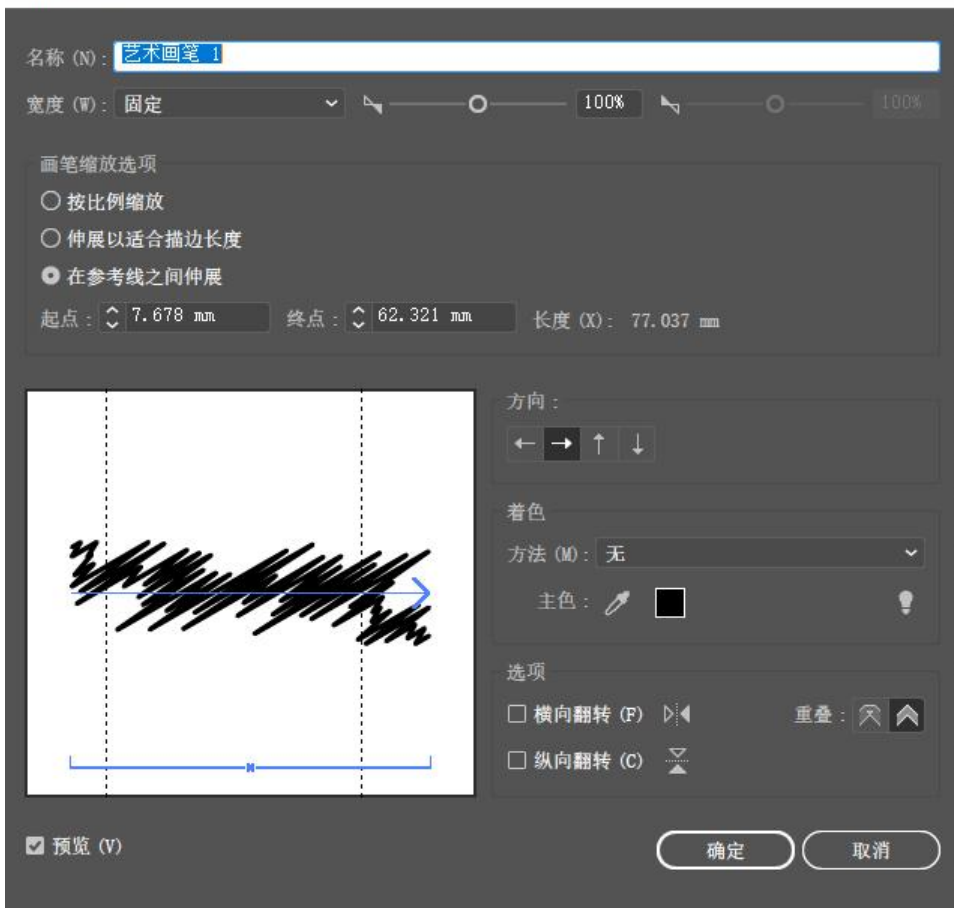 名称 (N)： 艺术画笔 1
宽度 (W)： 固定 100% 100%
画笔缩放选项
按比例缩放
伸展以适合描边长度
在参考线之间伸展
起点： 7.678 mm 终点： 62.321 mm 长度 (X)： 77.037 mm
方向：
着色
方法 (M)： 无
主色：
选项
横向翻转 (F) 重叠：
纵向翻转 (C)
预览 (V) 确定 取消